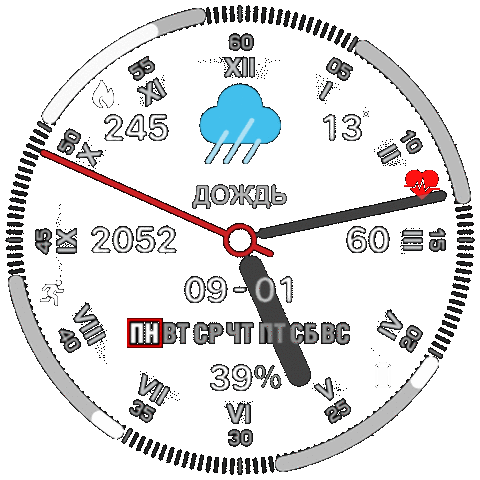 60
XII
55
05
XI
I
245
13°
50
10
X
II
ДОЖДЬ
45
IX
2052
60
III
15
09-01
ПН ВТ СР ЧТ ПТ СБ ВС
VIII
40
IV
20
39%
VII
35
VI
30
V
25